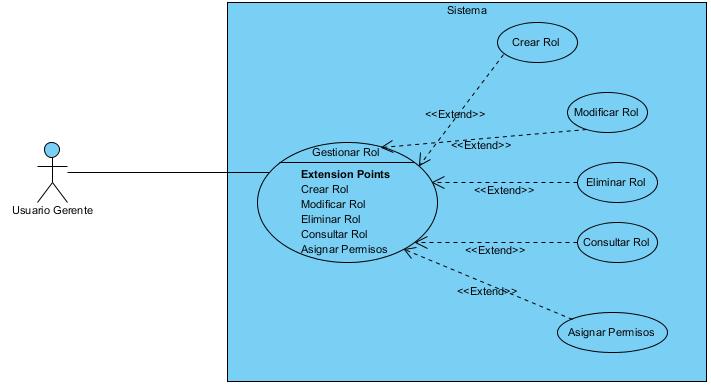 Sistema
Crear Rol
<<Extend>>
Modificar Rol
<<Extend>>
Gestionar Rol
Extension Points
Crear Rol
Modificar Rol
Eliminar Rol
Consultar Rol
Asignar Permisos
Eliminar Rol
<<Extend>>
Usuario Gerente
Consultar Rol
<<Extend>>
<<Extend>>
Asignar Permisos